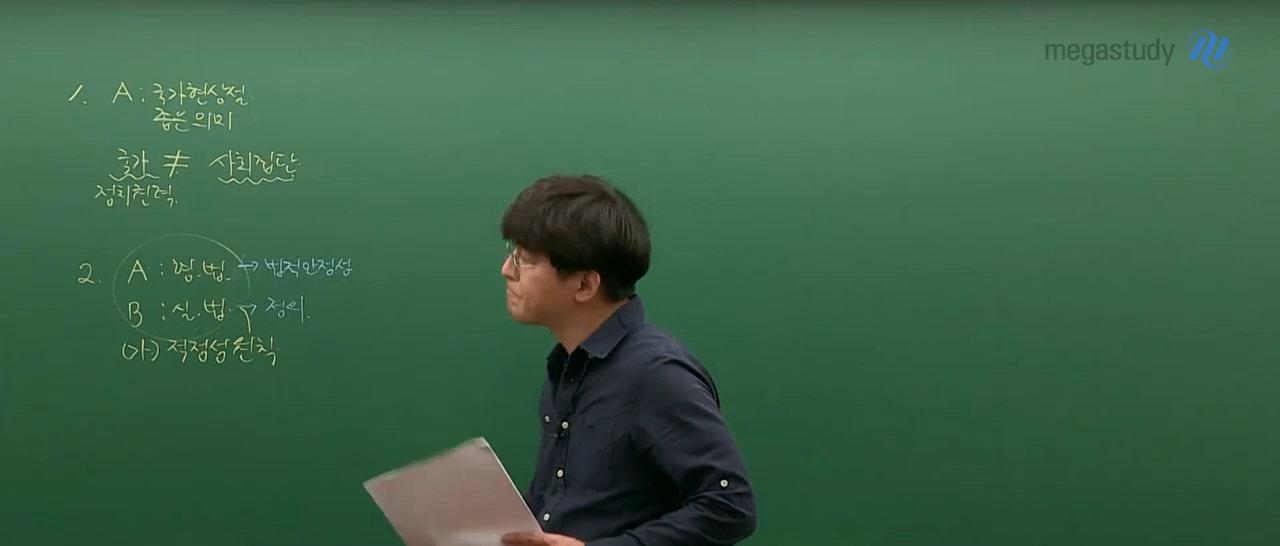 megastudy
1. A : 국가현상설
좁은 의미
국가 ≠ 사회집단
정치권력
2. A : 형.법. → 법적안정성
B : 실.법. → 정의.
(가) 적정성 원칙